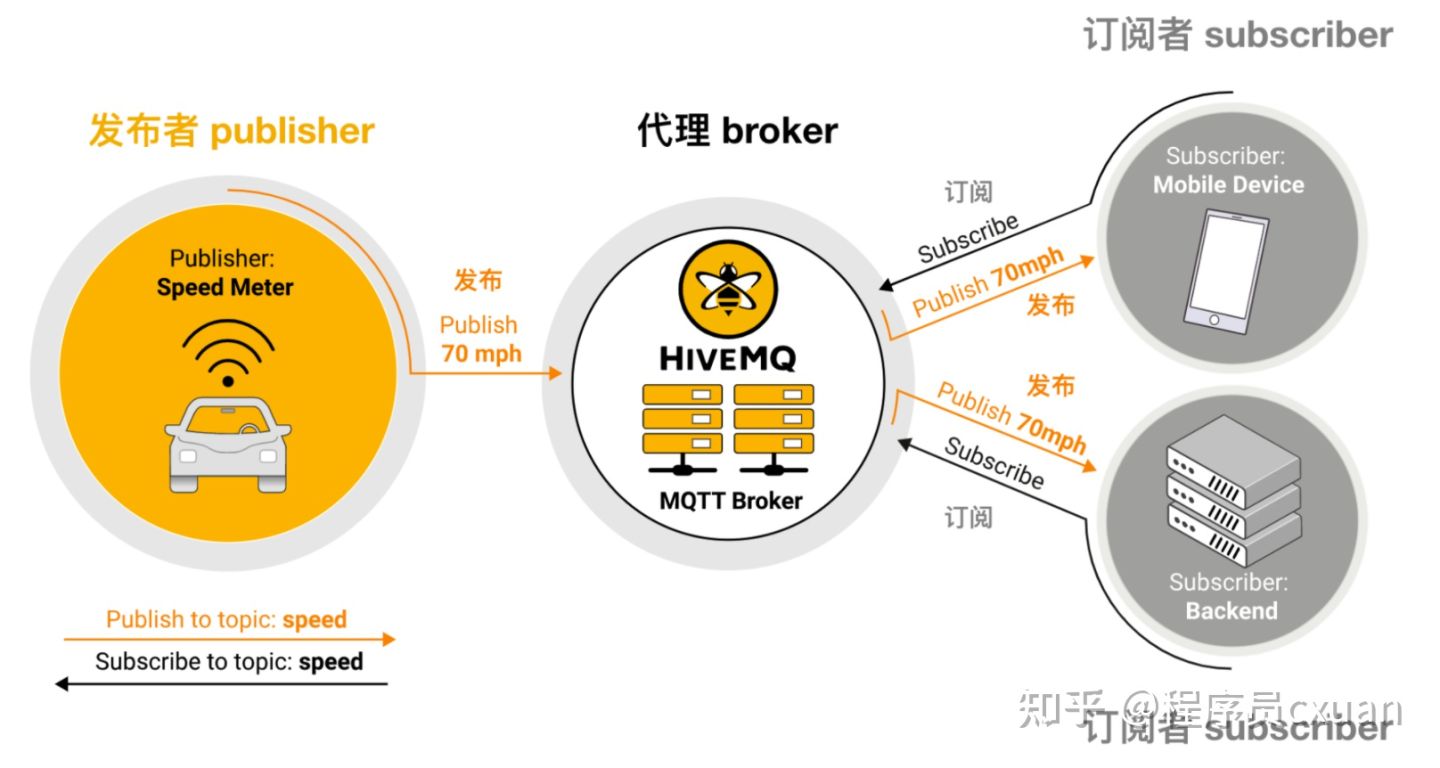 订阅者 subscriber
发布者 publisher
代理 broker
Publisher:
Speed Meter
发布
Publish
70 mph
HIVEMQ
MQTT Broker
订阅
Subscribe
Publish 70mph
发布
Subscriber:
Mobile Device
发布
Publish 70mph
Subscribe
订阅
Subscriber:
Backend
Publish to topic: speed
Subscribe to topic: speed
知乎 @程序员cxuan
订阅者 subscriber